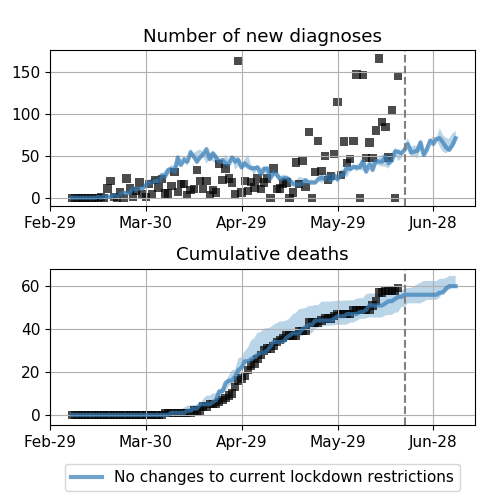 Number of new diagnoses
150
100
50
0
Feb-29 Mar-30 Apr-29 May-29 Jun-28
Cumulative deaths
60
40
20
0
Feb-29 Mar-30 Apr-29 May-29 Jun-28
No changes to current lockdown restrictions